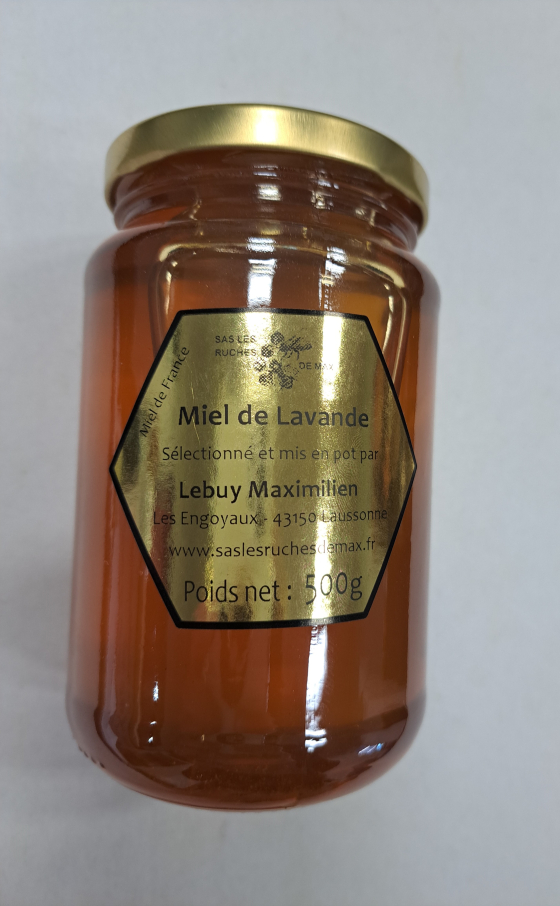 SAS LES
RUCHES
DE MAX
Miel de France
Miel de Lavande
Sélectionné et mis en pot par
Lebuy Maximilien
Les Engoyaux - 43150 Laussonne
www.saslesruchesdemax.fr
Poids net : 500g